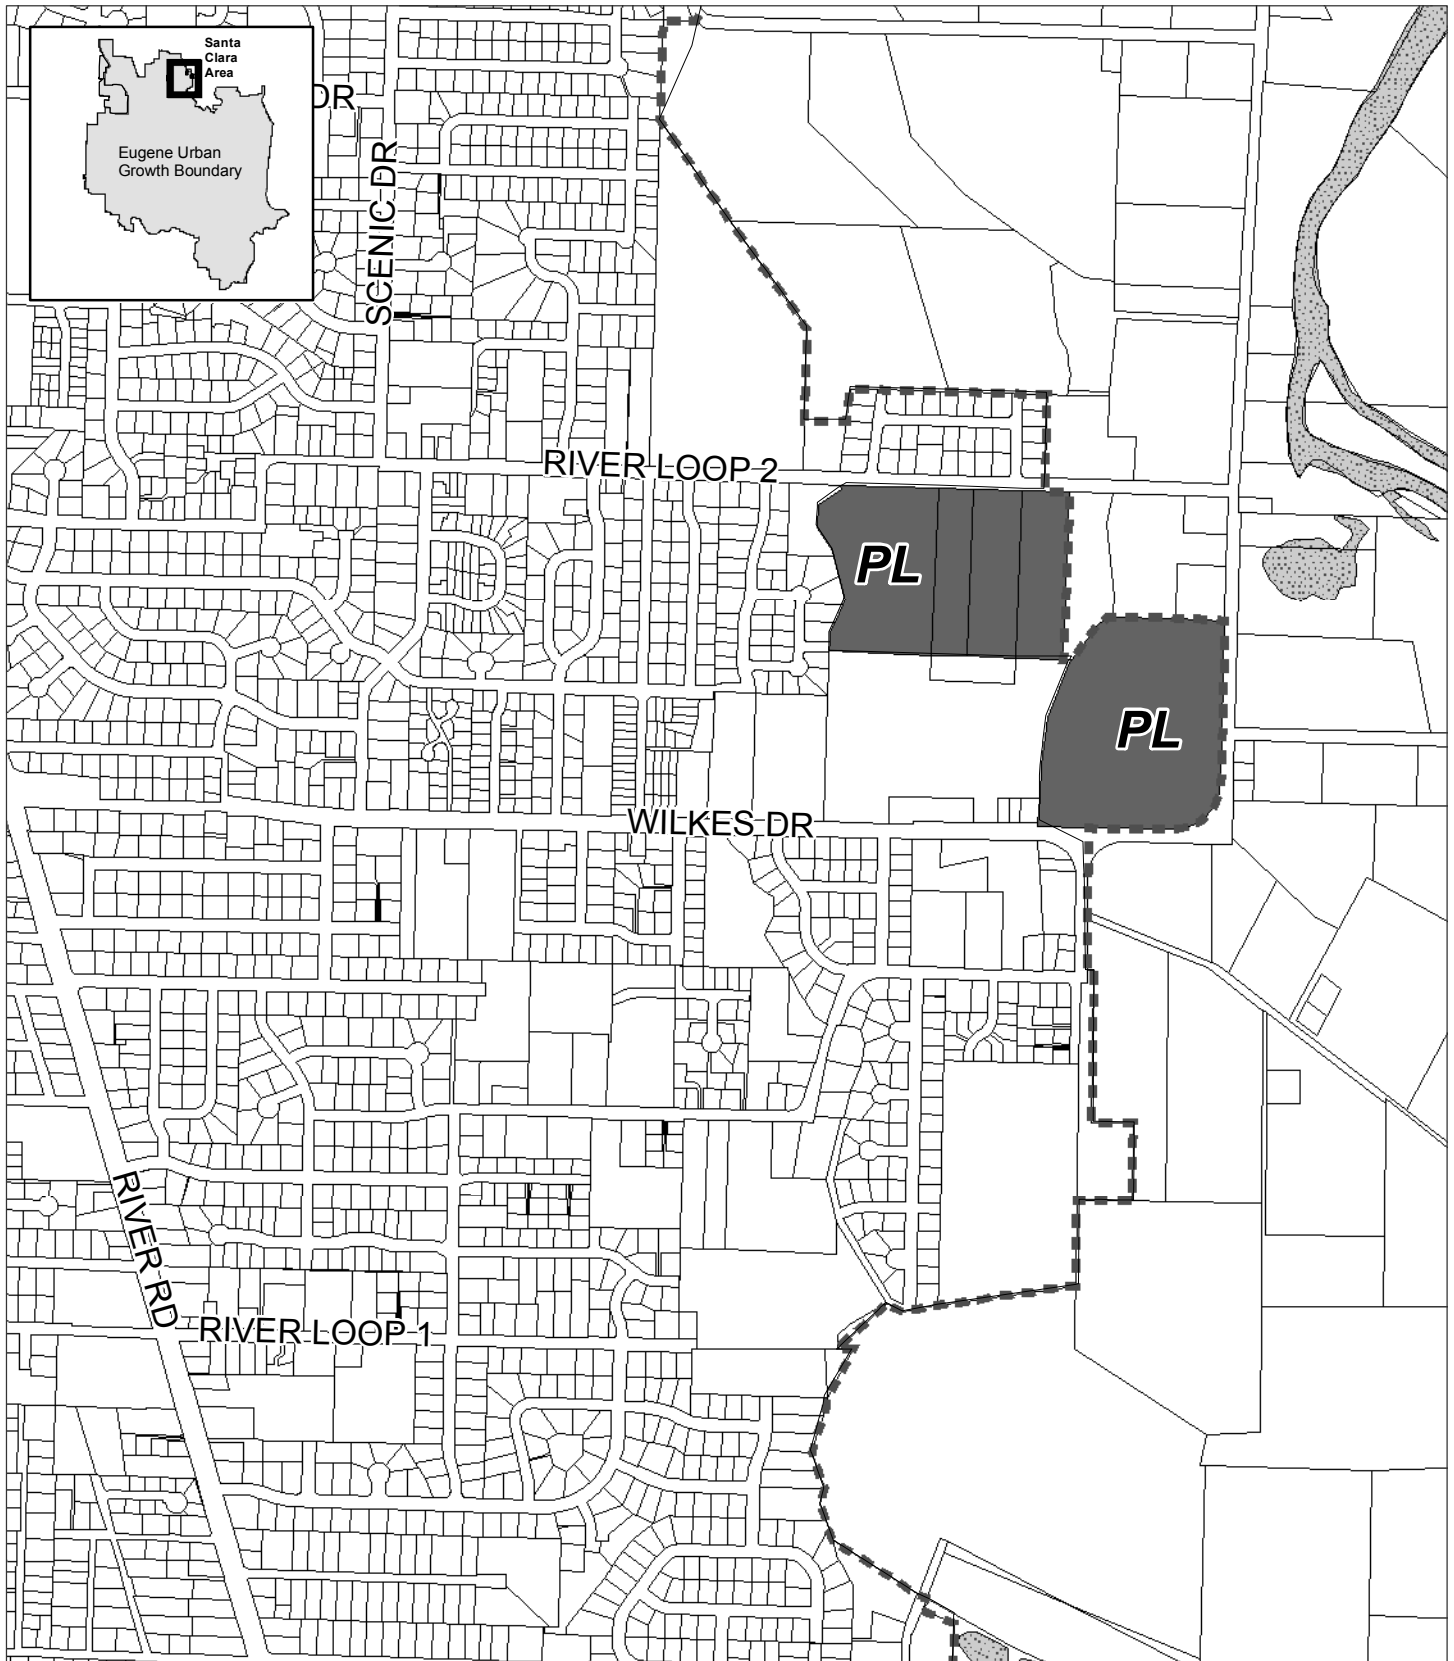 Santa
Clara
Area
Eugene Urban
Growth Boundary
DR
SCENIC DR
RIVER LOOP 2
PL
PL
WILKES DR
RIVER RD
RIVER LOOP 1